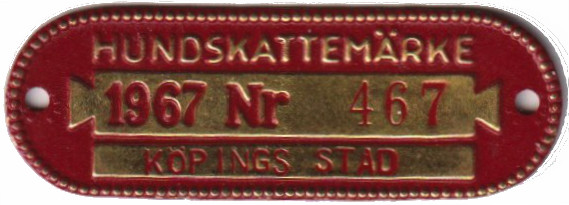 HUNDSKATTEMÄRKE
1967 Nr 467
KÖPINGS STAD